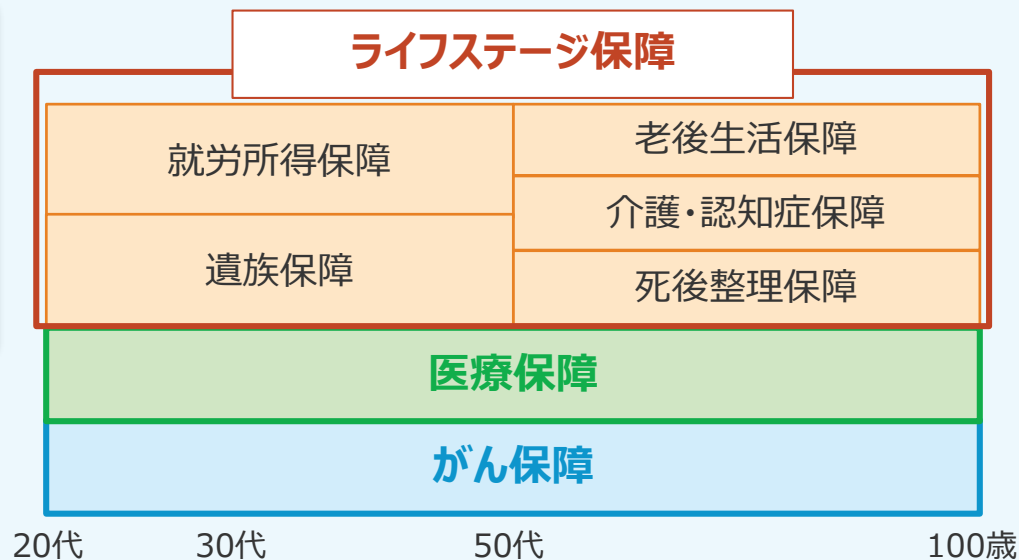 ライフステージ保障
就労所得保障
遺族保障
老後生活保障
介護・認知症保障
死後整理保障
医療保障
がん保障
20代
30代
50代
100歳